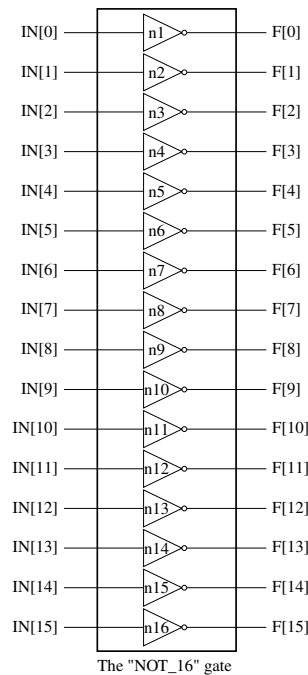 IN[0] n1 F[0]
IN[1] n2 F[1]
IN[2] n3 F[2]
IN[3] n4 F[3]
IN[4] n5 F[4]
IN[5] n6 F[5]
IN[6] n7 F[6]
IN[7] n8 F[7]
IN[8] n9 F[8]
IN[9] n10 F[9]
IN[10] n11 F[10]
IN[11] n12 F[11]
IN[12] n13 F[12]
IN[13] n14 F[13]
IN[14] n15 F[14]
IN[15] n16 F[15]
The "NOT_16" gate